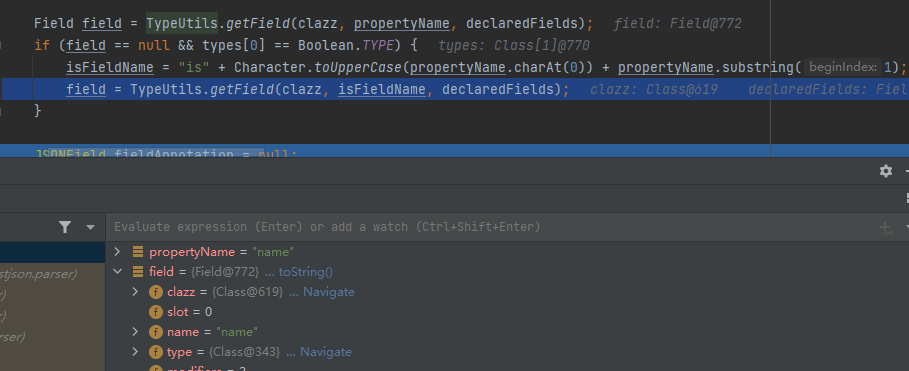 Field field = TypeUtils.getField(clazz, propertyName, declaredFields);   field: Field@772
if (field == null && types[0] == Boolean.TYPE) {   types: Class[1]@770
isFieldName = "is" + Character.toUpperCase(propertyName.charAt(0)) + propertyName.substring( beginIndex: 1);
field = TypeUtils.getField(clazz, isFieldName, declaredFields);   clazz: Class@619   declaredFields: Fiel
}
JSONField fieldAnnotation = null;
Evaluate expression (Enter) or add a watch (Ctrl+Shift+Enter)
propertyName = "name"
stjson.parser)
field = {Field@772} ... toString()
r)
clazz = {Class@619} ... Navigate
r)
slot = 0
rser)
name = "name"
type = {Class@343} ... Navigate
modifiers = 2